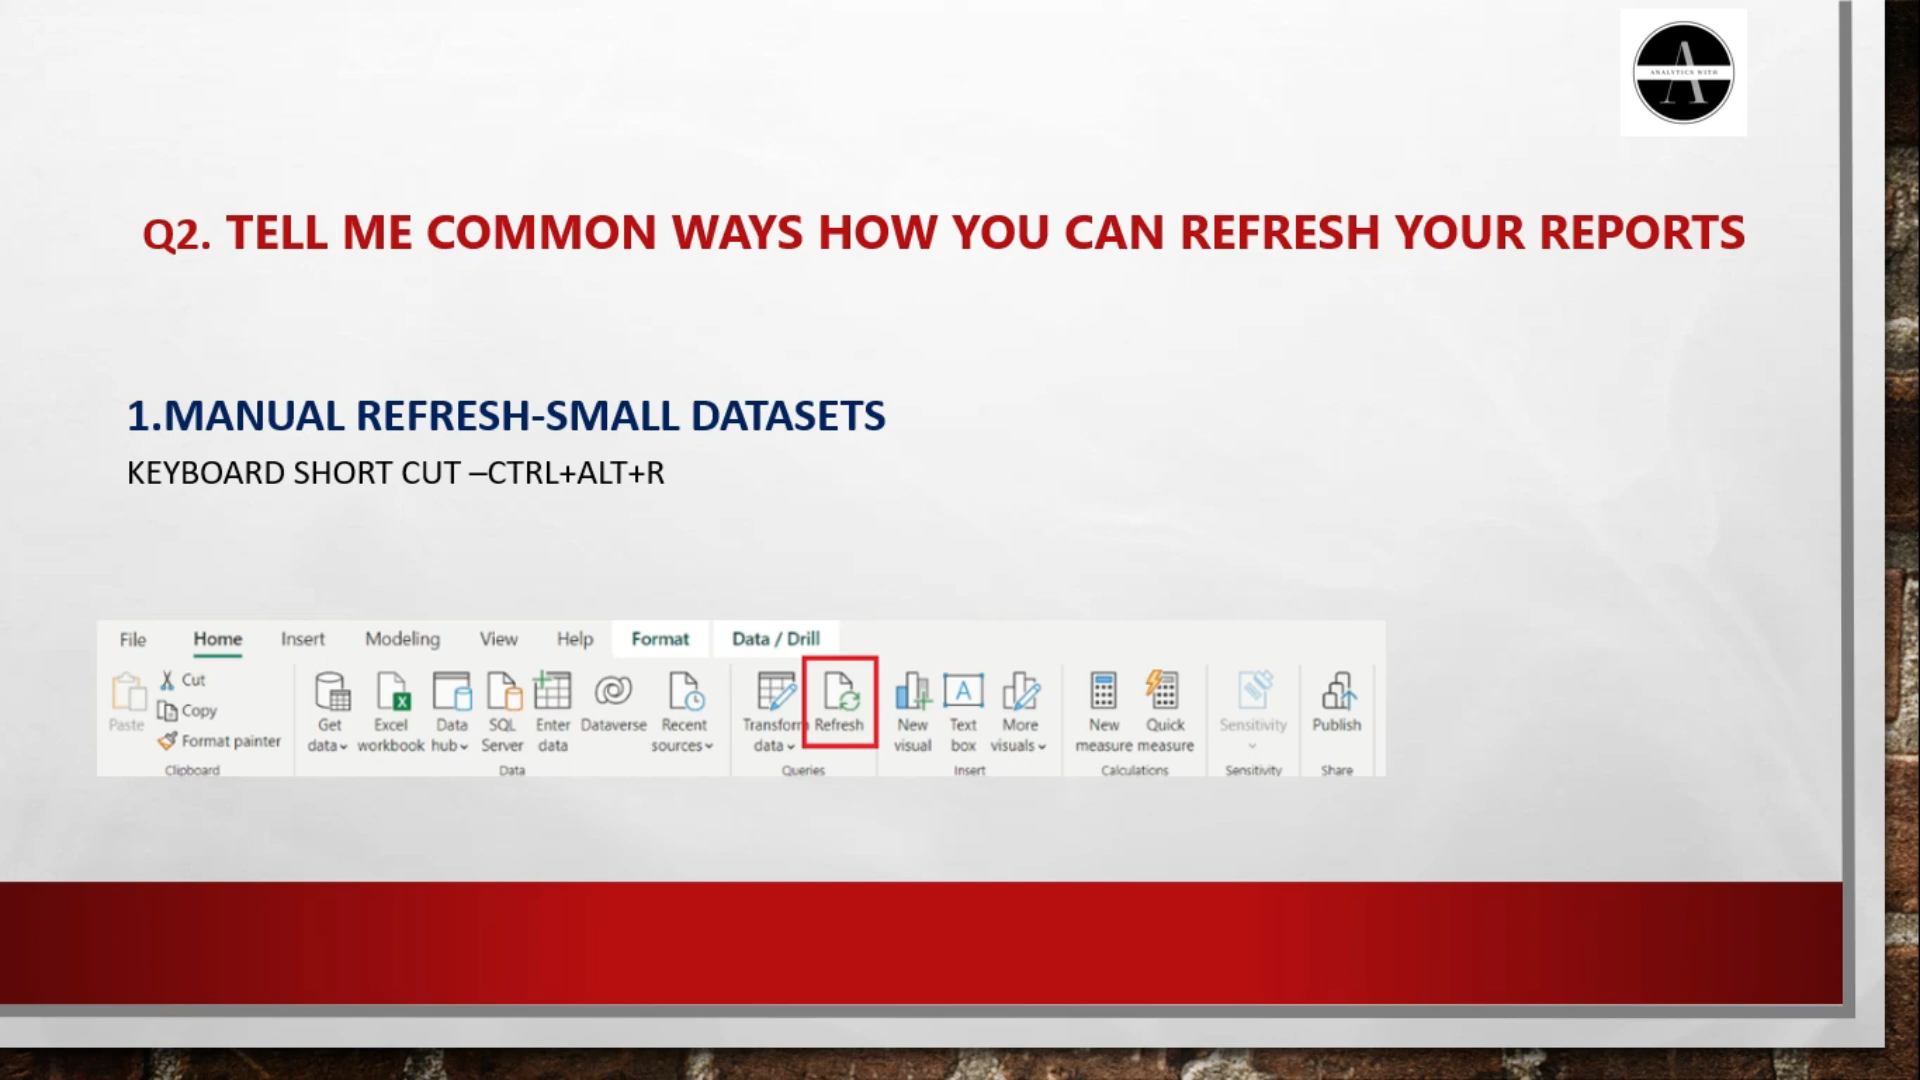 ANALYTICS WITH
A
Q2. TELL ME COMMON WAYS HOW YOU CAN REFRESH YOUR REPORTS
1.MANUAL REFRESH-SMALL DATASETS
KEYBOARD SHORT CUT –CTRL+ALT+R
File Home Insert Modeling View Help Format Data / Drill
Paste
Cut
Copy
Format painter
Clipboard
Get data
Excel workbook
Data hub
SQL Server
Enter data
Dataverse
Recent sources
Data
Transform data
Refresh
Queries
New visual
Text box
More visuals
Insert
New measure
Quick measure
Calculations
Sensitivity
Sensitivity
Publish
Share